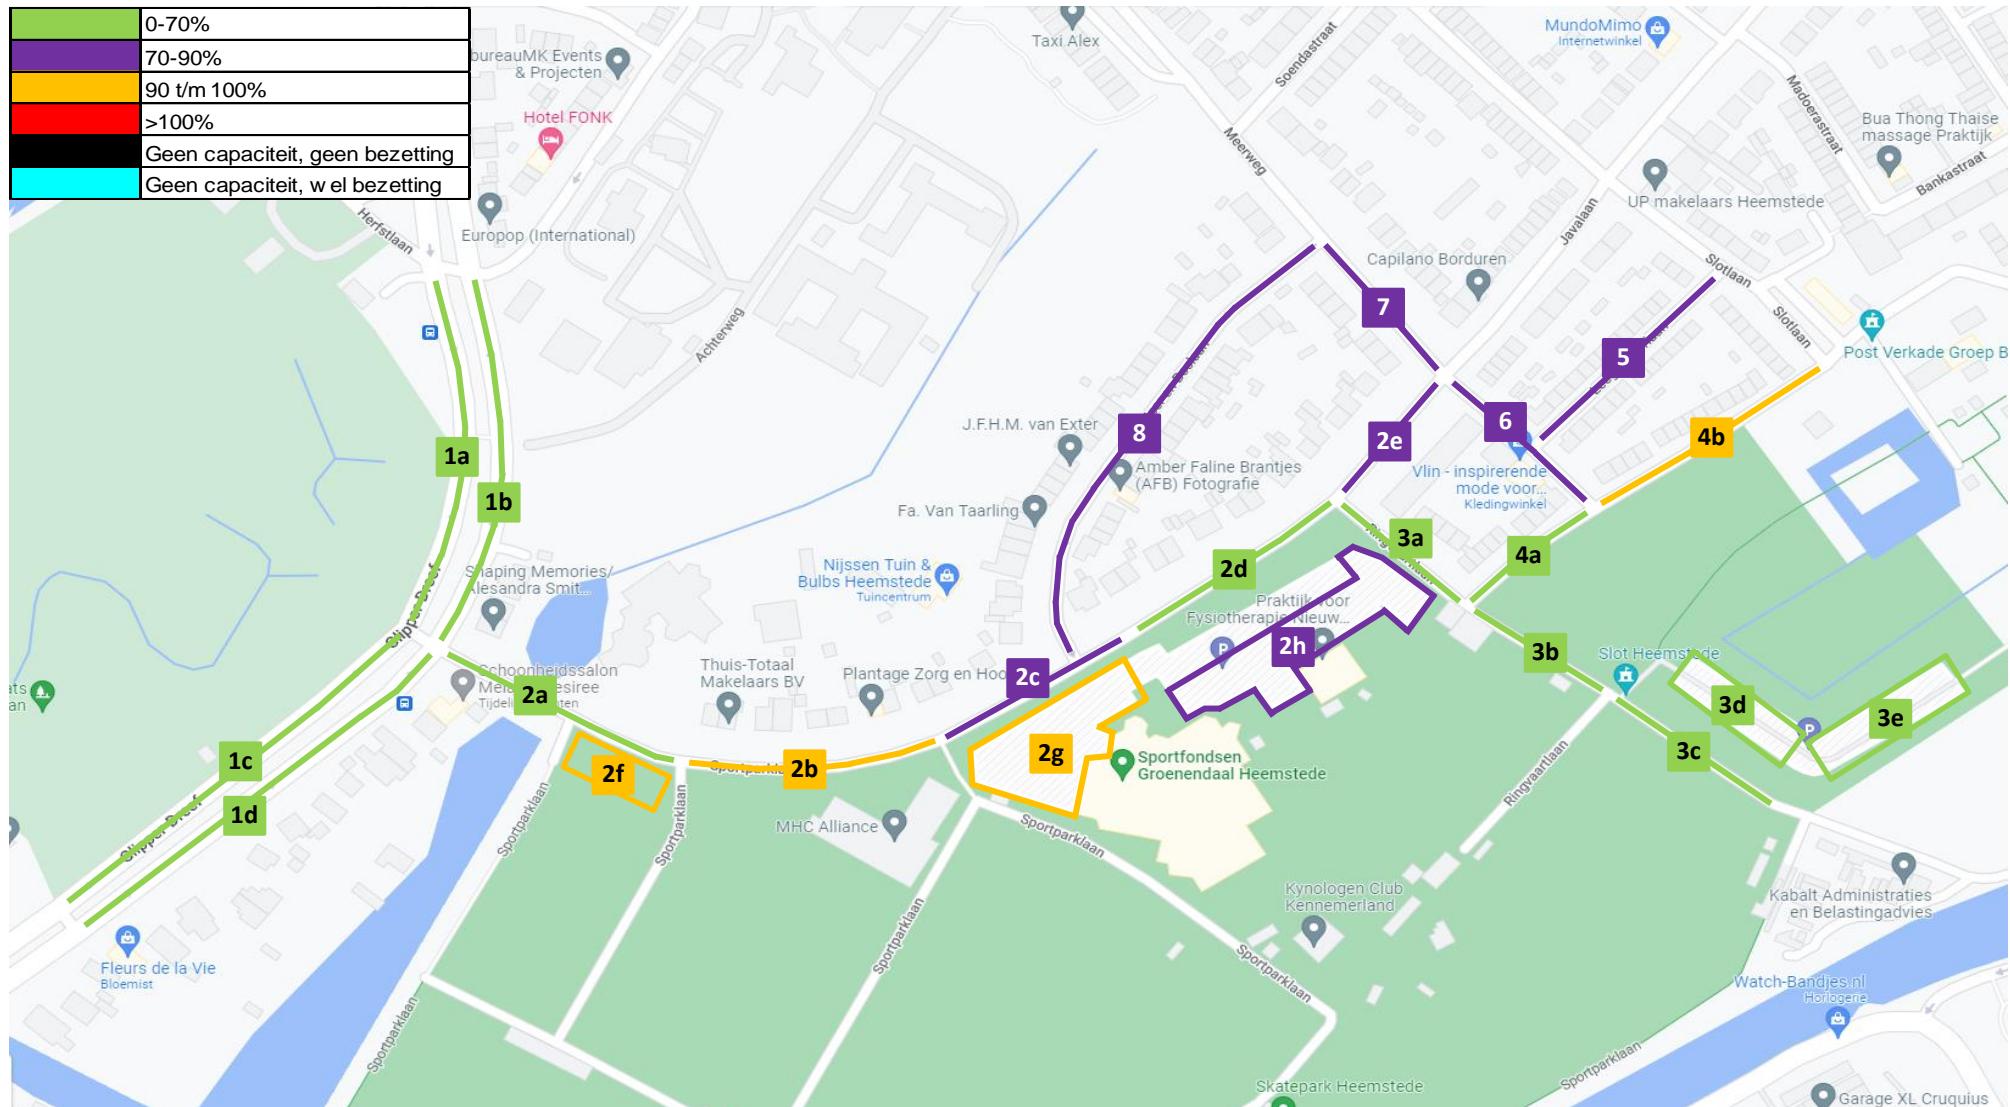 0-70%
70-90%
90 t/m 100%
>100%
Geen capaciteit, geen bezetting
Geen capaciteit, wel bezetting
bureauMK Events
& Projecten
Taxi Alex
MundoMimo
Internetwinkel
Soendastraat
Madoerastraat
Hotel FONK
Bua Thong Thaise
massage Praktijk
Meerweg
Bankastraat
UP makelaars Heemstede
Herfstlaan
Europop (International)
Javalaan
Capilano Borduren
Slotlaan
Slotlaan
7
Achterweg
Post Verkade Groep B
5
J.F.H.M. van Exter
8
2e
6
4b
1a
Amber Faline Brantjes
(AFB) Fotografie
Vlin - inspirerende
mode voor...
Kledingwinkel
1b
Fa. Van Taarling
3a
4a
Nijssen Tuin &
Bulbs Heemstede
Tuincentrum
2d
Shaping Memories/
Alesandra Smit...
Glipper Dreef
Praktijk voor
Fysiotherapie Nieuw...
P
2h
3b
Slot Heemstede
Schoonheidssalon
2a
Thuis-Totaal
Makelaars BV
Plantage Zorg en Hoo
2c
3d
3e
P
3c
1c
2f
Sportparklaan
2b
2g
Sportfondsen
Groenendaal Heemstede
Ringvaartlaan
1d
Glipper Dreef
Sportparklaan
Sportparklaan
MHC Alliance
Sportparklaan
Kynologen Club
Kennemerland
Kabalt Administraties
en Belastingadvies
Fleurs de la Vie
Bloemist
Sportparklaan
Sportparklaan
Watch-Bandjes.nl
Horlogerie
Sportparklaan
Sportparklaan
Skatepark Heemstede
Garage XL Cruquius